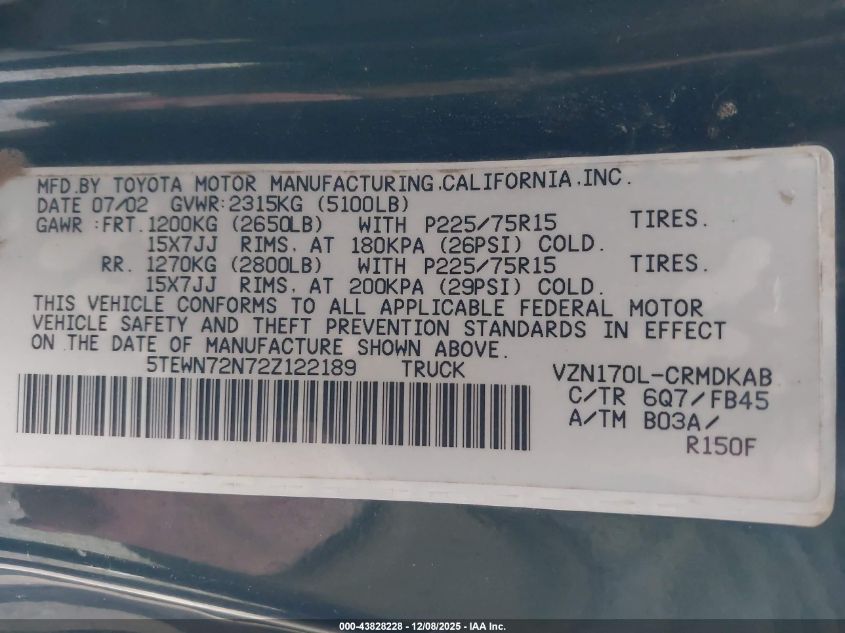 MFD.BY TOYOTA MOTOR MANUFACTURING.CALIFORNIA.INC.
DATE 07/02 GVWR:2315KG (5100LB)
GAWR :FRT. 1200KG (2650LB) WITH P225/75R15 TIRES.
15X7JJ RIMS. AT 180KPA (26PSI) COLD.
RR. 1270KG (2800LB) WITH P225/75R15 TIRES.
15X7JJ RIMS. AT 200KPA (29PSI) COLD.
THIS VEHICLE CONFORMS TO ALL APPLICABLE FEDERAL MOTOR
VEHICLE SAFETY AND THEFT PREVENTION STANDARDS IN EFFECT
ON THE DATE OF MANUFACTURE SHOWN ABOVE.
5TEWN72N72Z122189 TRUCK VZN170L-CRMDKAB
C/TR 6Q7/FB45
A/TM B03A/
R150F
000-43828228 - 12/08/2025 - IAA Inc.